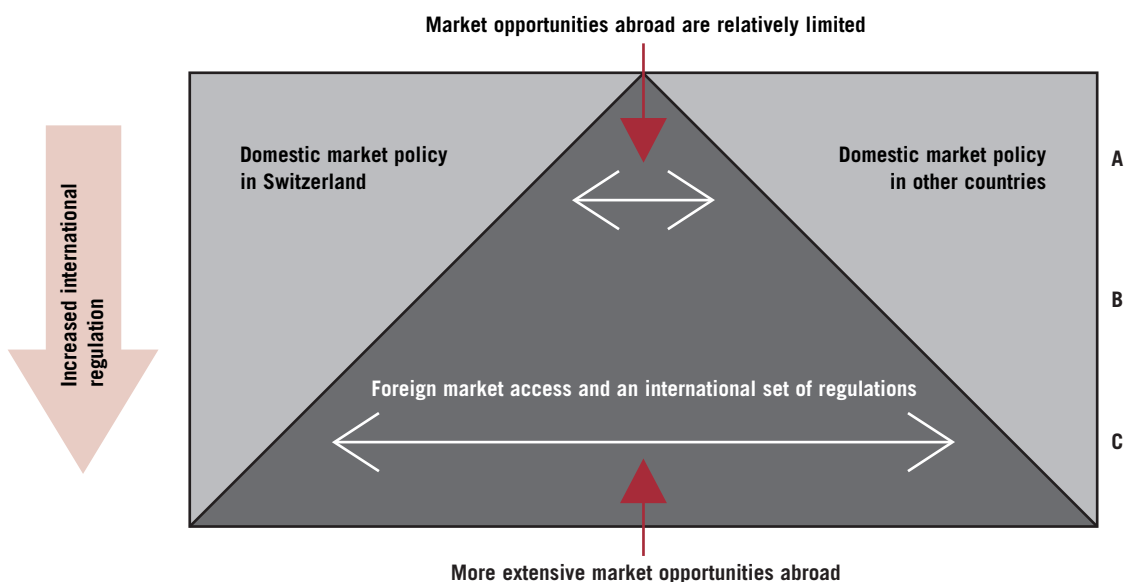 Market opportunities abroad are relatively limited
Domestic market policy
in Switzerland
Domestic market policy
in other countries
A
Increased international
regulation
B
Foreign market access and an international set of regulations
C
More extensive market opportunities abroad